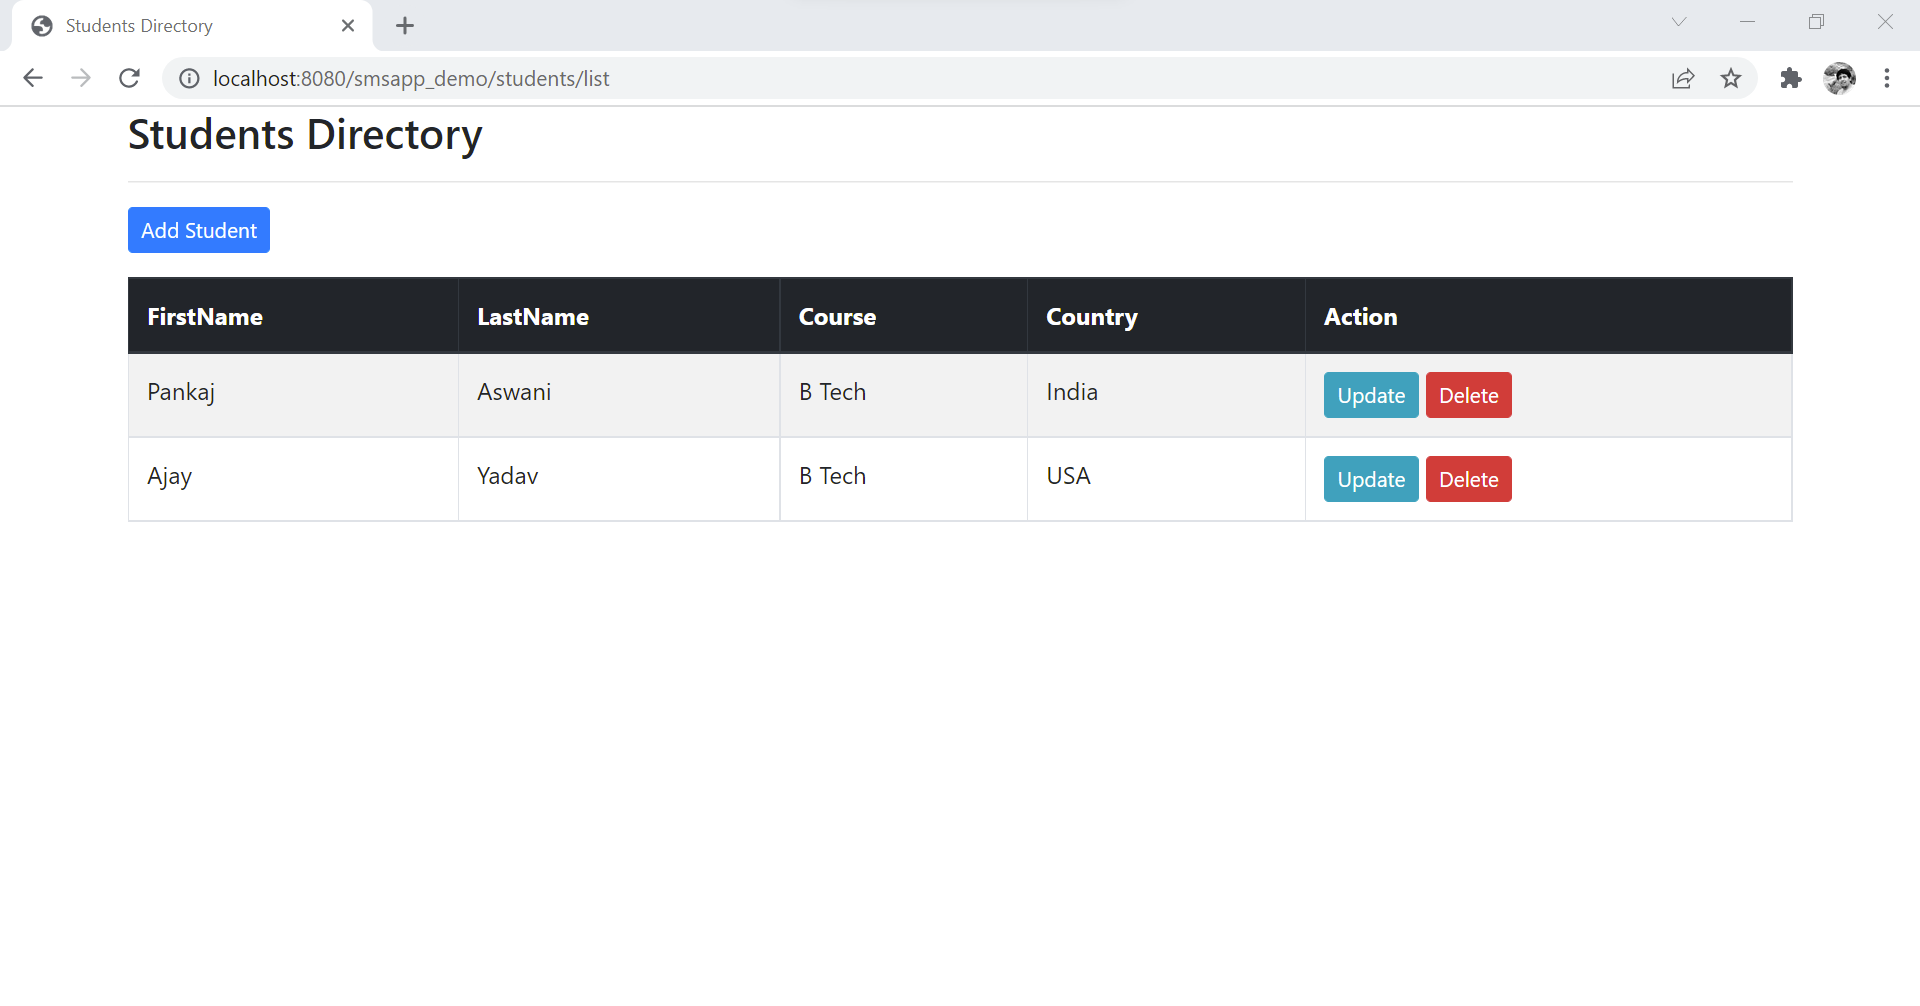 Students Directory
localhost:8080/smsapp_demo/students/list
Students Directory
Add Student
FirstName LastName Course Country Action
Pankaj Aswani B Tech India Update Delete
Ajay Yadav B Tech USA Update Delete